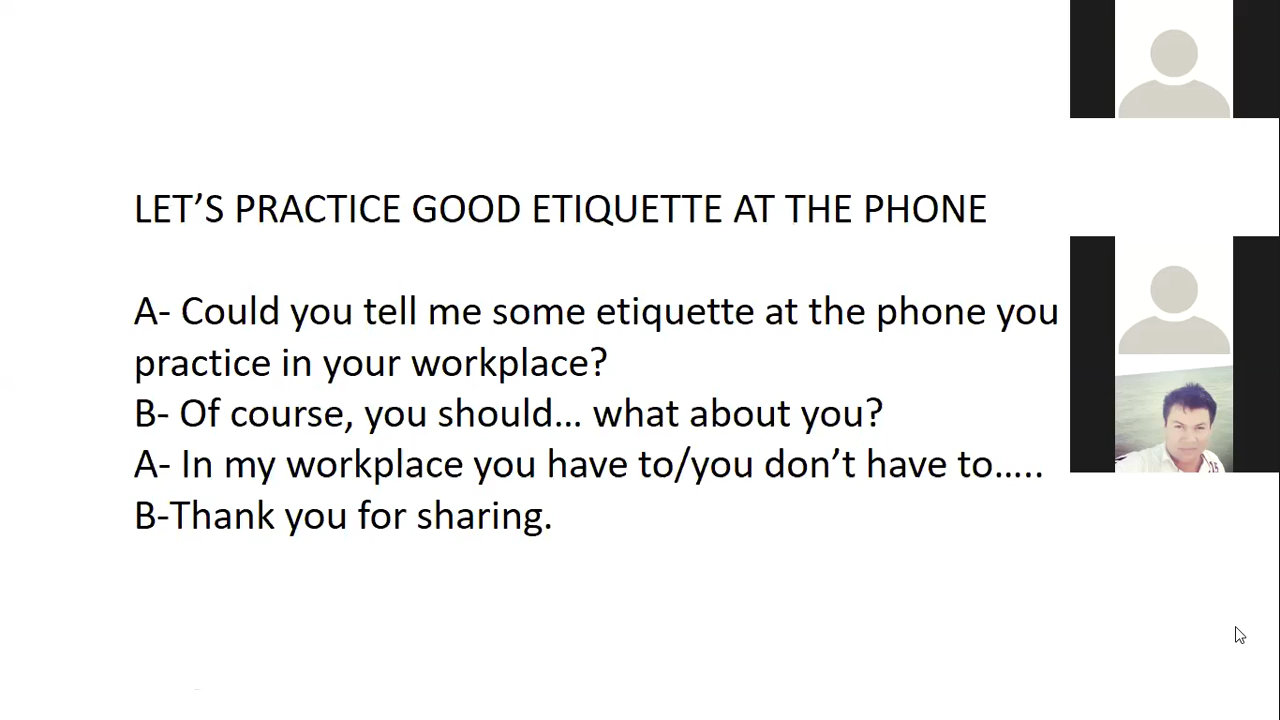 LET’S PRACTICE GOOD ETIQUETTE AT THE PHONE
A- Could you tell me some etiquette at the phone you
practice in your workplace?
B- Of course, you should… what about you?
A- In my workplace you have to/you don’t have to…..
B-Thank you for sharing.